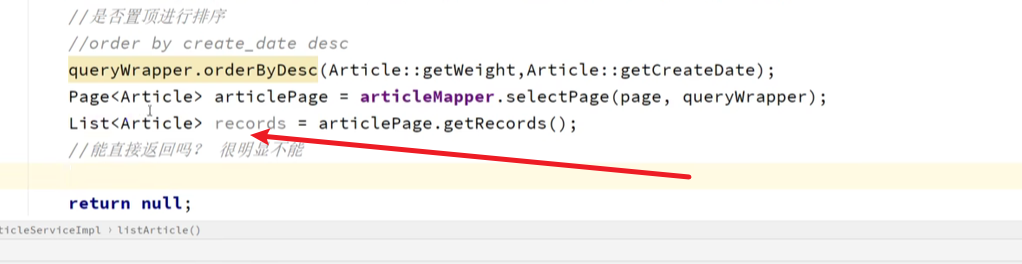 //是否置顶进行排序
//order by create_date desc
queryWrapper.orderByDesc(Article::getWeight,Article::getCreateDate);
Page<Article> articlePage = articleMapper.selectPage(page, queryWrapper);
List<Article> records = articlePage.getRecords();
//能直接返回吗? 很明显不能
return null;
ticleServiceImpl › listArticle()